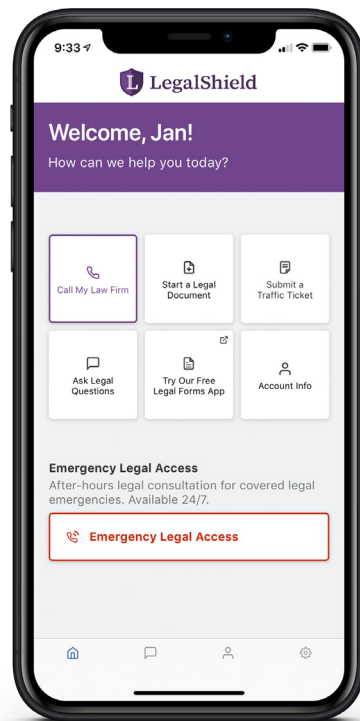 9:33
L LegalShield
Welcome, Jan!
How can we help you today?
Call My Law Firm
Start a Legal
Document
Submit a
Traffic Ticket
Ask Legal
Questions
Try Our Free
Legal Forms App
Account Info
Emergency Legal Access
After-hours legal consultation for covered legal
emergencies. Available 24/7.
Emergency Legal Access